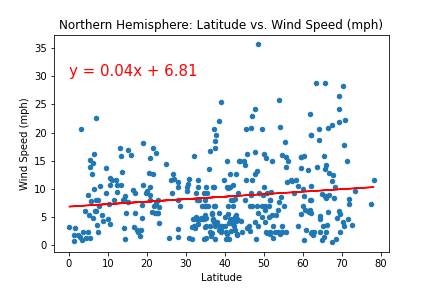 Northern Hemisphere: Latitude vs. Wind Speed (mph)
y = 0.04x + 6.81
Wind Speed (mph)
35
30
25
20
15
10
5
0
0 10 20 30 40 50 60 70 80
Latitude